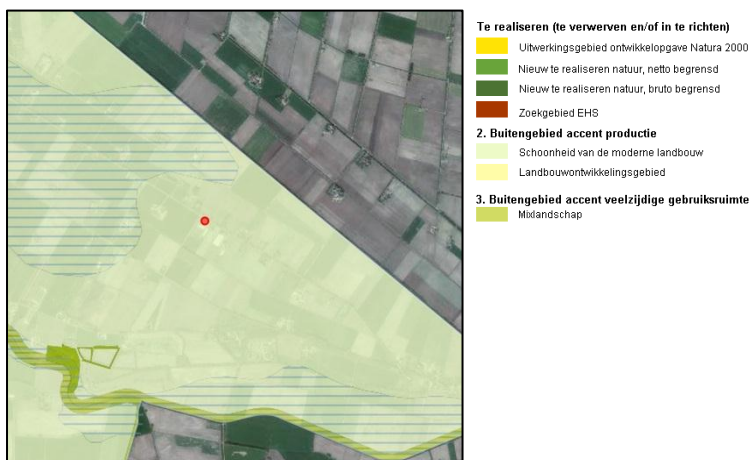 Te realiseren (te verwerven en/of in te richten)
Uitwerkingsgebied ontwikkelopgave Natura 2000
Nieuw te realiseren natuur, netto begrensd
Nieuw te realiseren natuur, bruto begrensd
Zoekgebied EHS
2. Buitengebied accent productie
Schoonheid van de moderne landbouw
Landbouwontwikkelingsgebied
3. Buitengebied accent veelzijdige gebruiksruimte
Mixlandschap